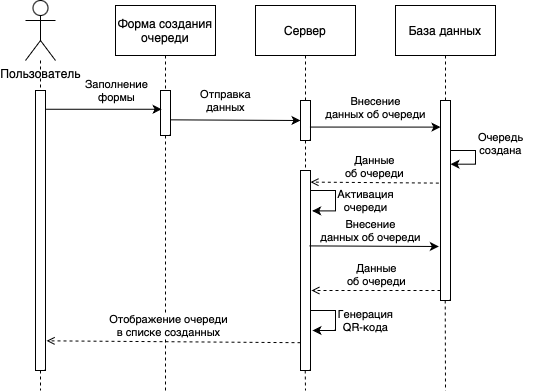 Форма создания
очереди
Сервер
База данных
Пользователь
Заполнение
формы
Отправка
данных
Внесение
данных об очереди
Очередь
создана
Данные
об очереди
Активация
очереди
Внесение
данных об очереди
Данные
об очереди
Генерация
QR-кода
Отображение очереди
в списке созданных